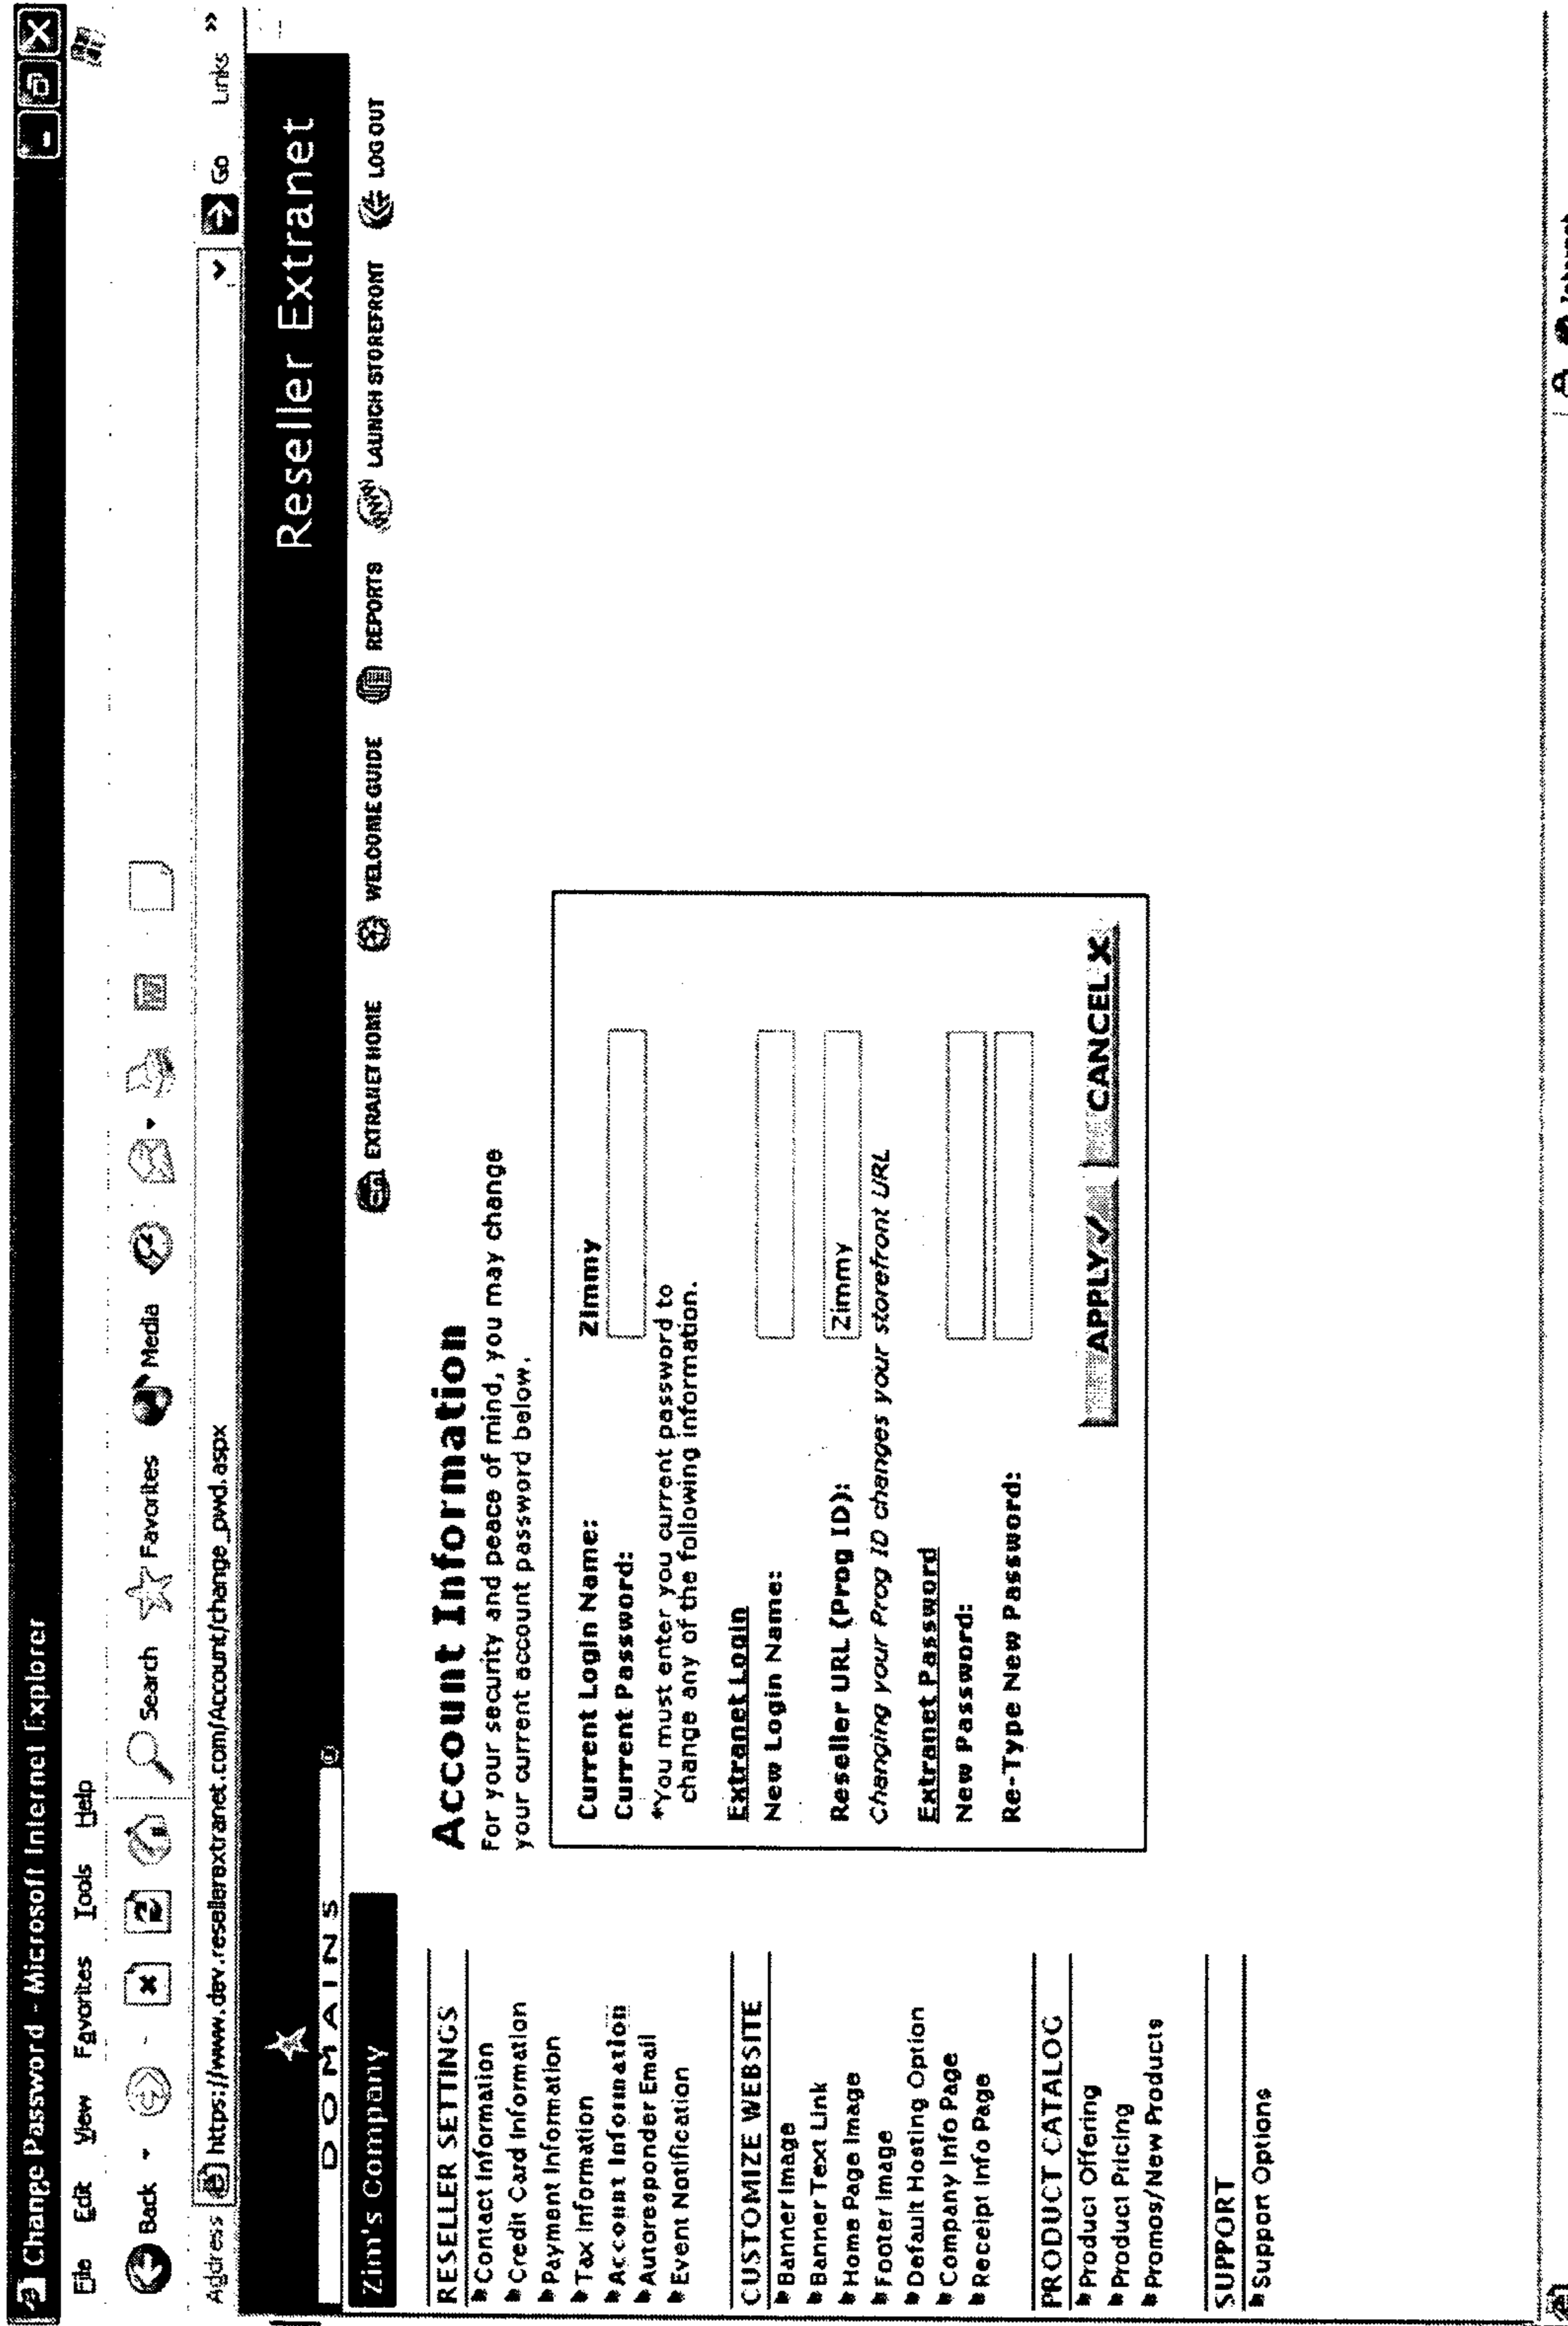 Change Password - Microsoft Internet Explorer
File Edit View Favorites Tools Help
Back Search Favorites Media
Address https://www.dev.resellerextranet.com/Account/change_pwd.aspx Go Links »
Reseller Extranet
DOMAINS®
Zim's Company
EXTRANET HOME WELCOME GUIDE REPORTS WWW LAUNCH STOREFRONT LOG OUT
RESELLER SETTINGS
Contact Information
Credit Card Information
Payment Information
Tax Information
Account Information
Autoresponder Email
Event Notification
CUSTOMIZE WEBSITE
Banner Image
Banner Text Link
Home Page Image
Footer Image
Default Hosting Option
Company Info Page
Receipt Info Page
PRODUCT CATALOG
Product Offering
Product Pricing
Promos/New Products
SUPPORT
Support Options
Account Information
For your security and peace of mind, you may change
your current account password below.
Current Login Name: Zimmy
Current Password:
*You must enter you current password to
change any of the following information.
Extranet Login
New Login Name:
Reseller URL (Prog ID): Zimmy
Changing your Prog ID changes your storefront URL
Extranet Password
New Password:
Re-Type New Password:
APPLY✓ CANCEL X